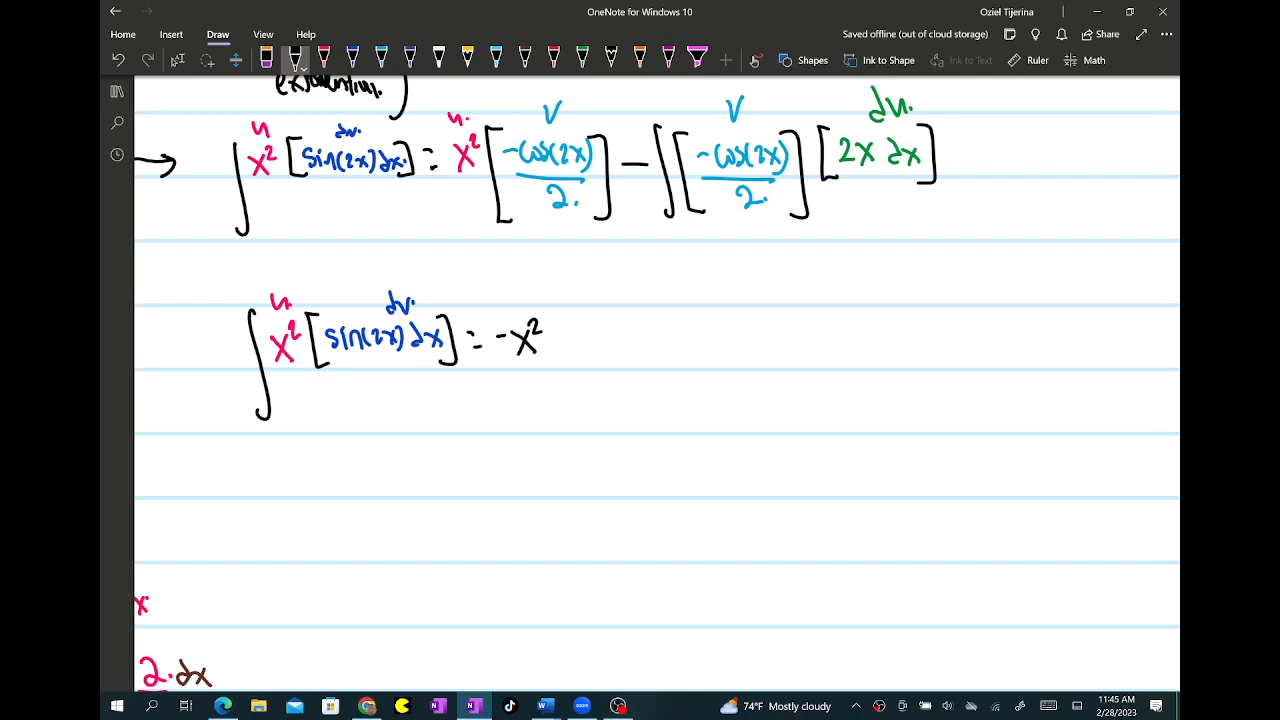 OneNote for Windows 10
Oziel Tijerina
Home Insert Draw View Help
Saved offline (out of cloud storage)
Share
Shapes Ink to Shape Ink to Text Ruler Math
u dv. u. V V du.
∫ x² [sin(2x) dx.] = x² [-cos(2x)/2.] - ∫ [-cos(2x)/2.] [2x dx]
u. dv.
∫ x² [sin(2x) dx] = -x²
x.
2. dx
74°F Mostly cloudy
11:45 AM
2/28/2023